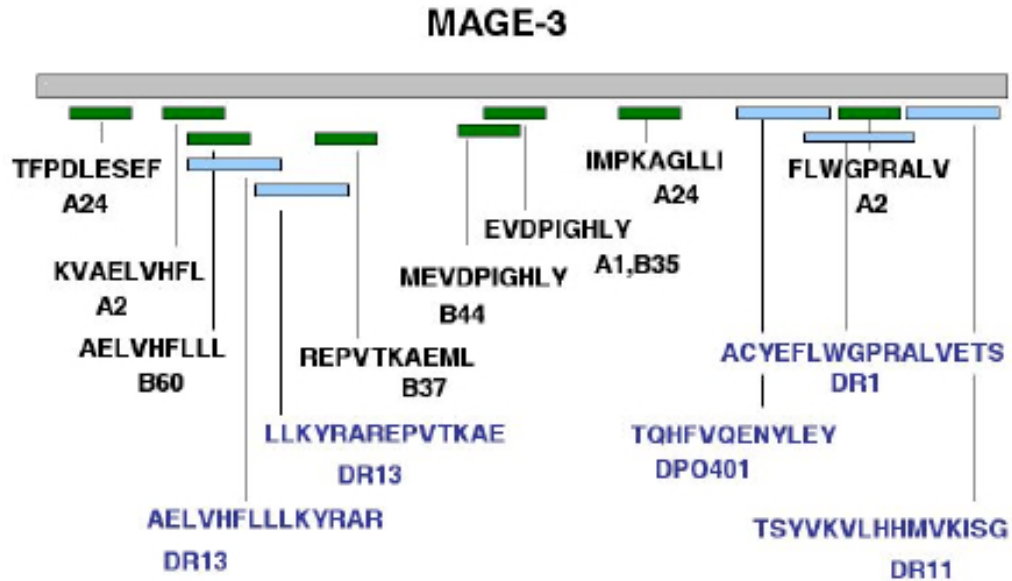 MAGE-3
TFPDLESEF
A24
KVAELVHFL
A2
AELVHFLLL
B60
REPVTKAEML
B37
MEVDPIGHLY
B44
EVDPIGHLY
A1,B35
IMPKAGLLI
A24
FLWGPRALV
A2
ACYEFLWGPRALVETS
DR1
LLKYRAREPVTKAE
DR13
TQHFVQENYLEY
DPO401
AELVHFLLLKYRAR
DR13
TSYVKVLHHMVKISG
DR11